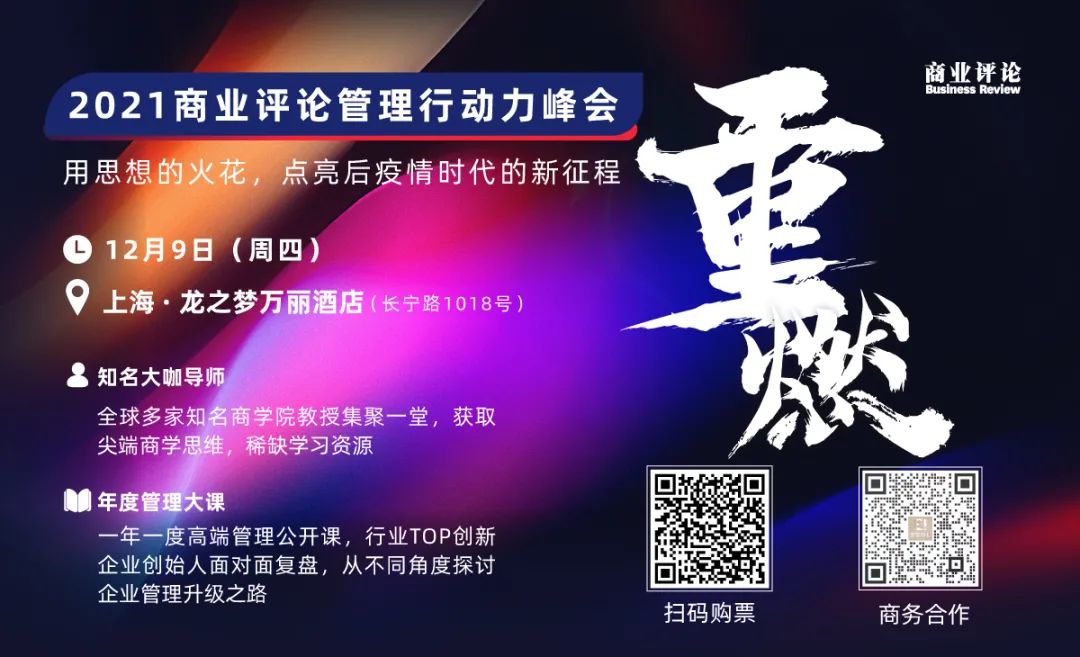 商业评论
Business Review
2021商业评论管理行动力峰会
用思想的火花，点亮后疫情时代的新征程
重燃
12月9日（周四）
上海·龙之梦万丽酒店（长宁路1018号）
知名大咖导师
全球多家知名商学院教授集聚一堂，获取
尖端商学思维，稀缺学习资源
年度管理大课
一年一度高端管理公开课，行业TOP创新
企业创始人面对面复盘，从不同角度探讨
企业管理升级之路
扫码购票
商务合作